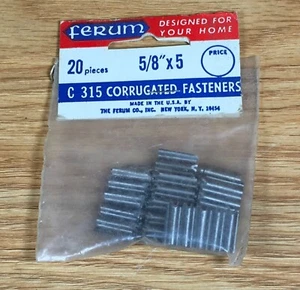 Ferum
DESIGNED FOR
YOUR HOME
20 pieces 5/8" x 5 PRICE
C 315 CORRUGATED FASTENERS
MADE IN THE U.S.A. BY
THE FERUM CO., INC. NEW YORK, N. Y. 10454